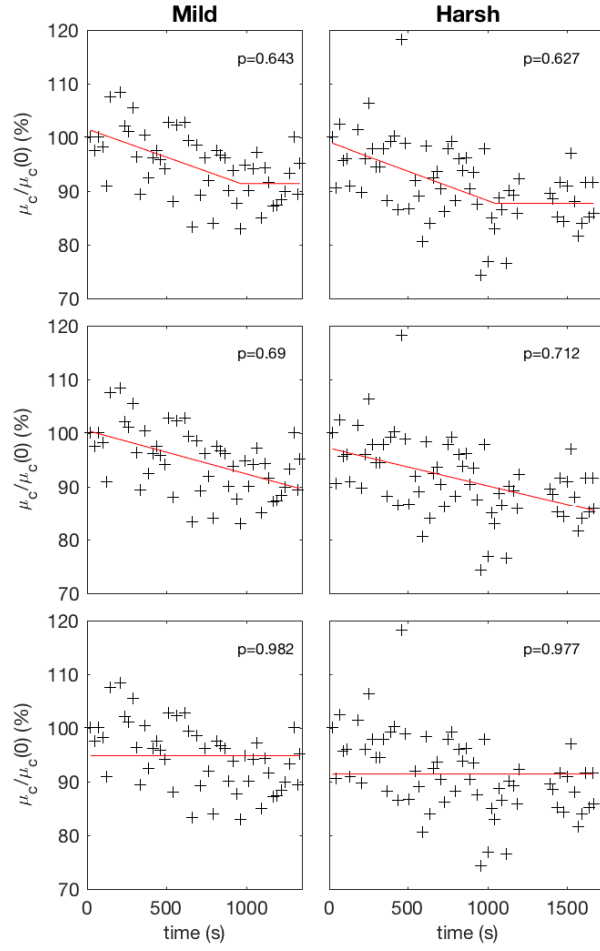 Mild Harsh
120
110
100
90
80
70
μc/μc(0) (%)
p=0.643
p=0.627
120
110
100
90
80
70
μc/μc(0) (%)
p=0.69
p=0.712
120
110
100
90
80
70
μc/μc(0) (%)
p=0.982
p=0.977
0 500 1000 0 500 1000 1500
time (s) time (s)